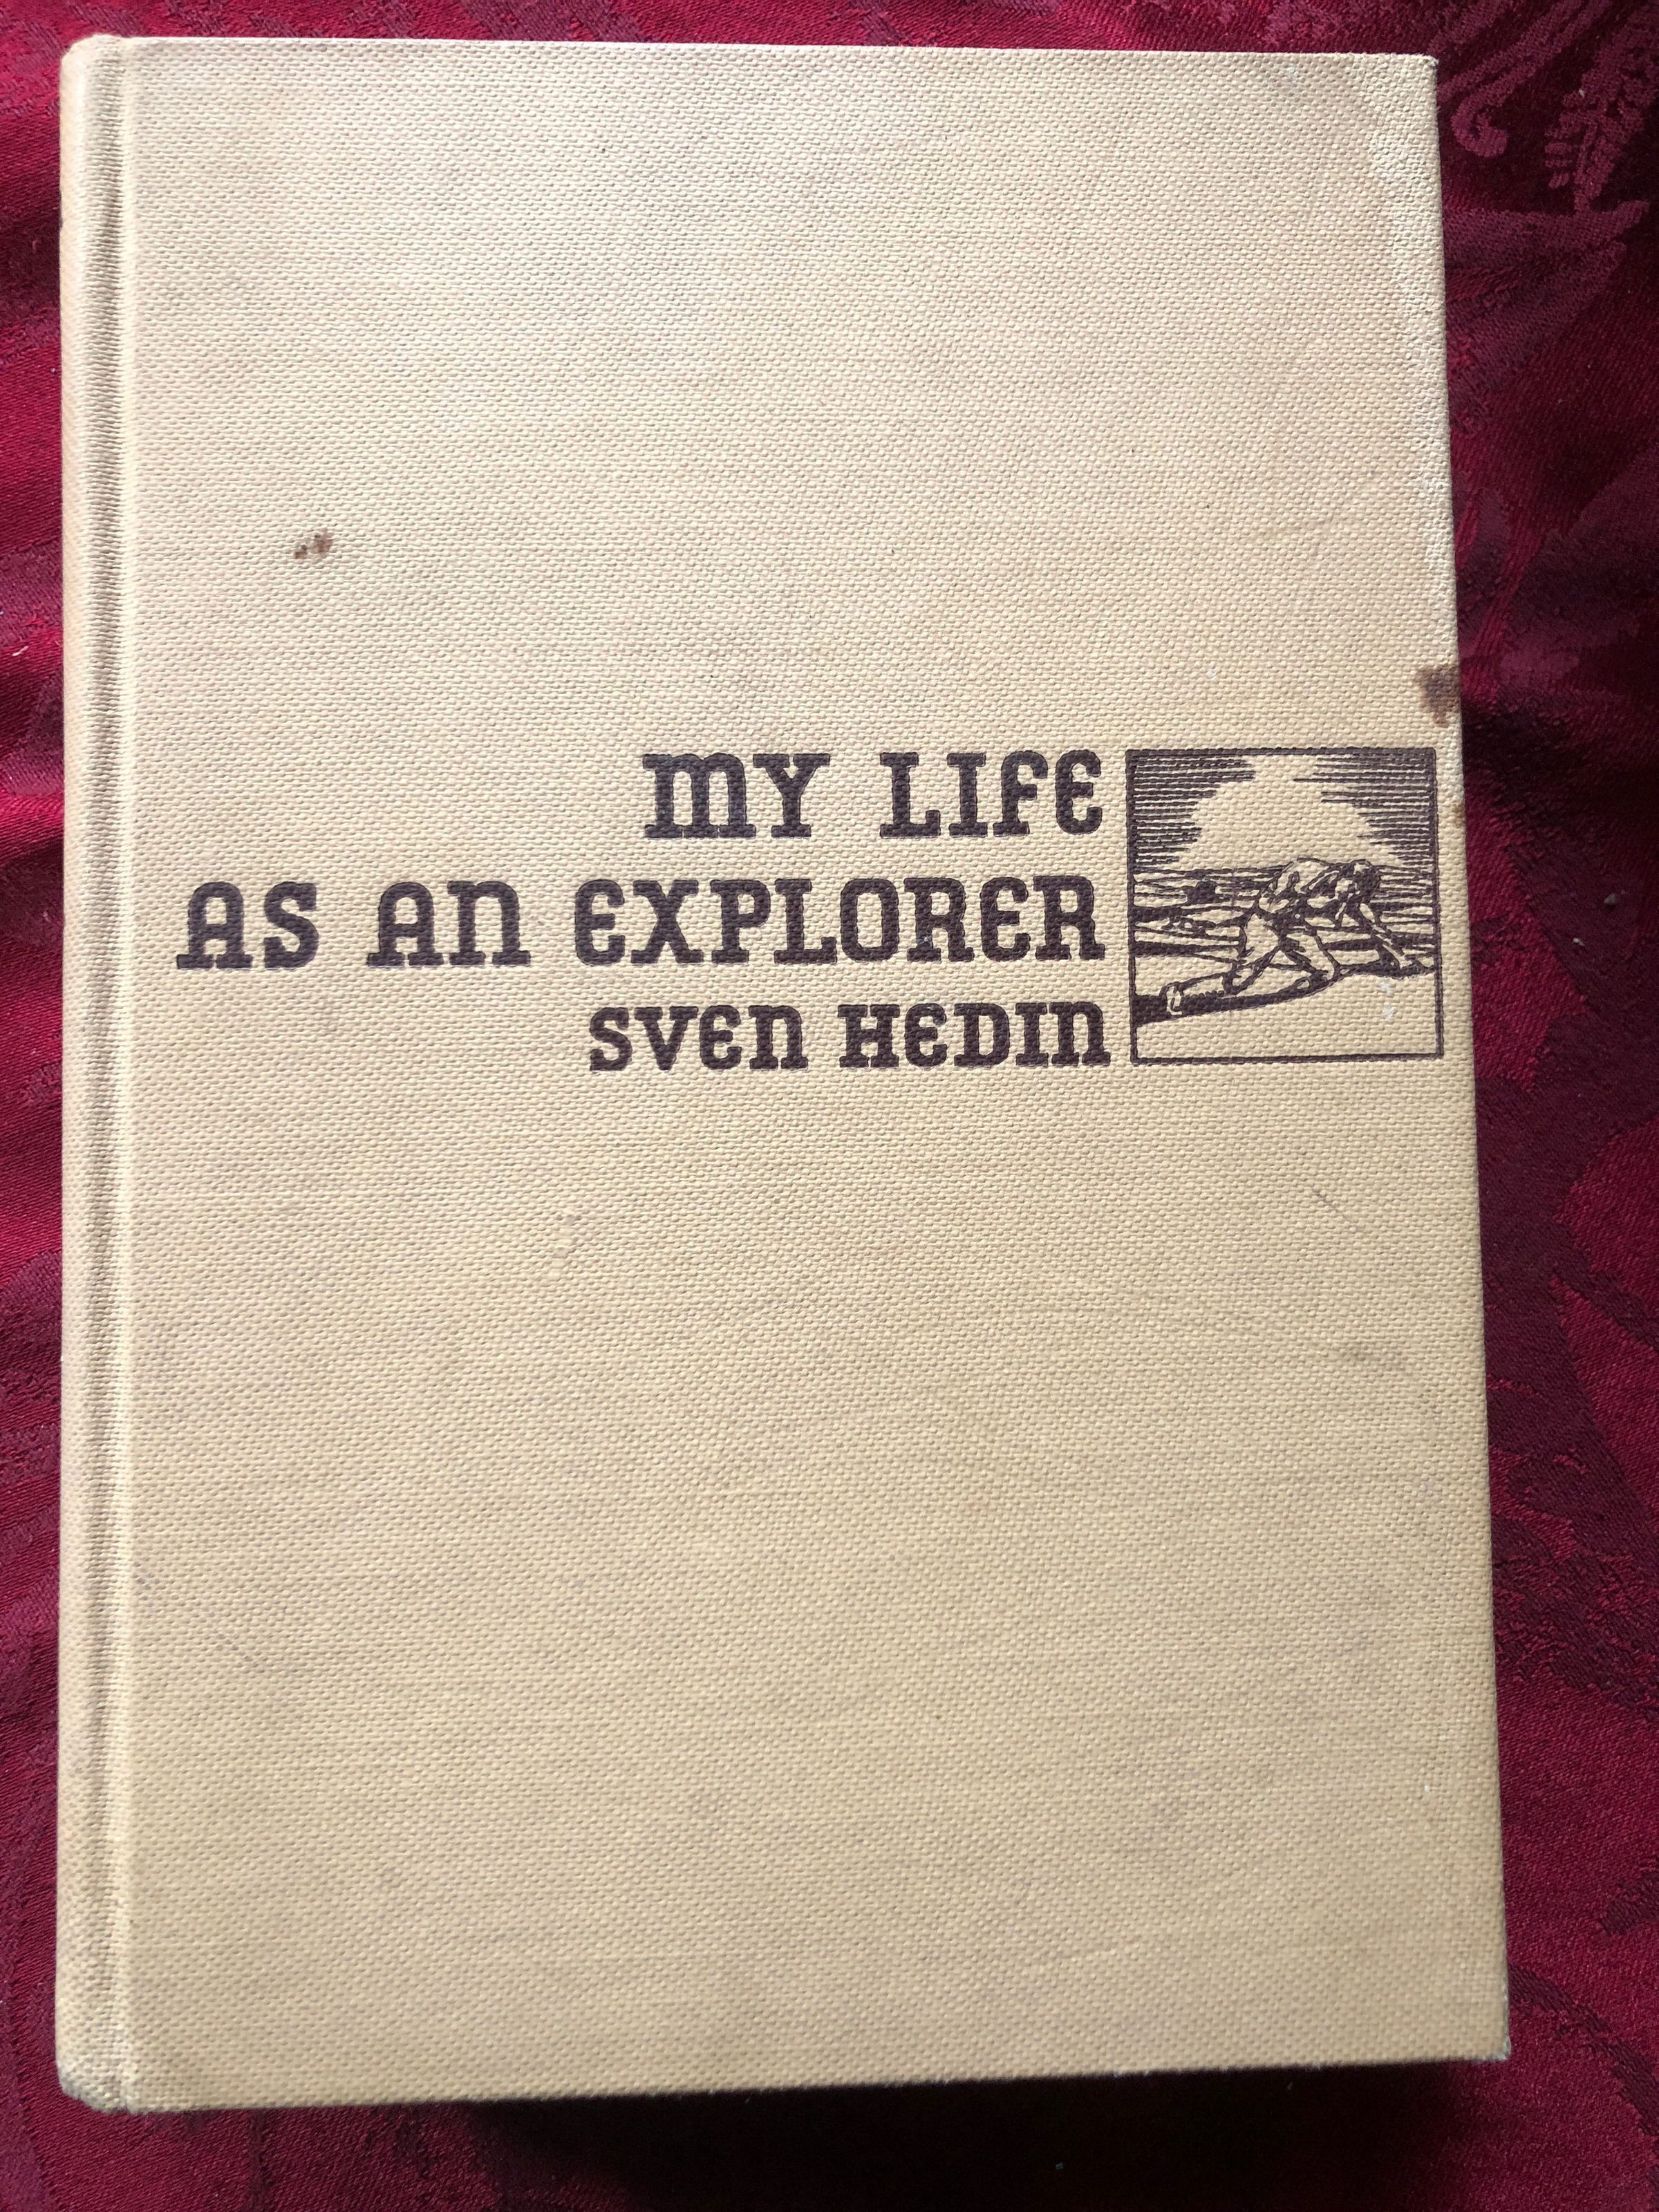 MY LIFE
AS AN EXPLORER
SVEN HEDIN